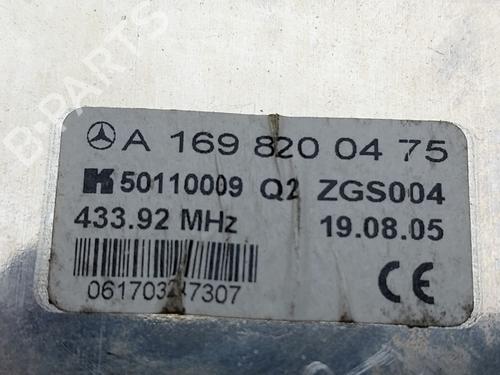 A 169 820 04 75
K 50110009 Q2 ZGS004
433.92 MHz 19.08.05
CE
B-PARTS